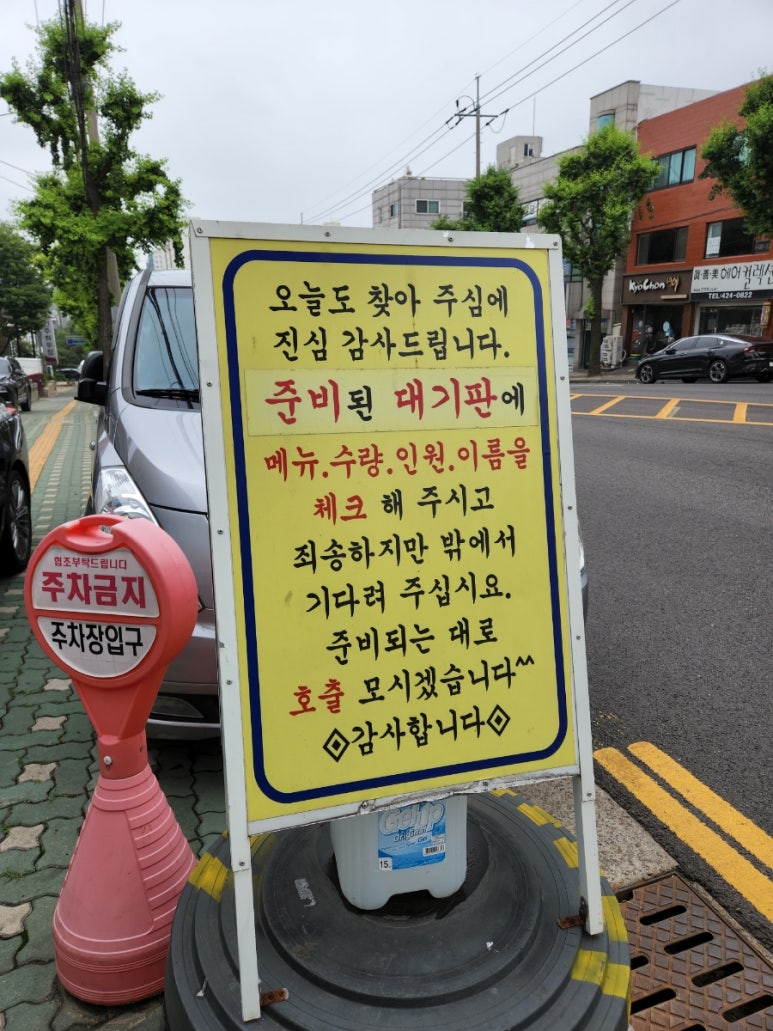 오늘도 찾아 주심에
진심 감사드립니다.
준비된 대기판에
메뉴.수량.인원.이름을
체크 해 주시고
죄송하지만 밖에서
기다려 주십시요.
준비되는 대로
호출 모시겠습니다^^
감사합니다
협조부탁드립니다
주차금지
주차장입구
KyoChon
헤어컬렉션
TEL:424-0822
15